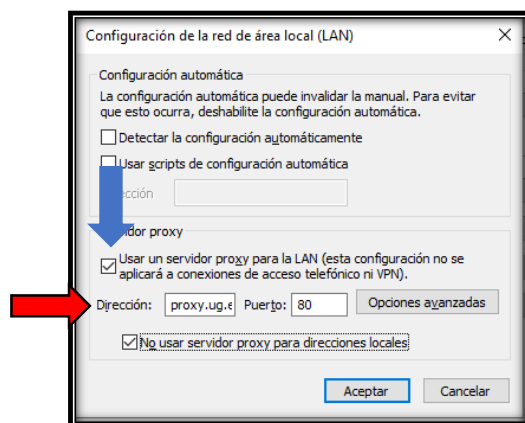 Configuración de la red de área local (LAN)
Configuración automática
La configuración automática puede invalidar la manual. Para evitar
que esto ocurra, deshabilite la configuración automática.
Detectar la configuración automáticamente
Usar scripts de configuración automática
Usar un servidor proxy para la LAN (esta configuración no se
aplicará a conexiones de acceso telefónico ni VPN).
proxy
Dirección: proxy.ug.e Puerto: 80 Opciones avanzadas
No usar servidor proxy para direcciones locales
Aceptar Cancelar